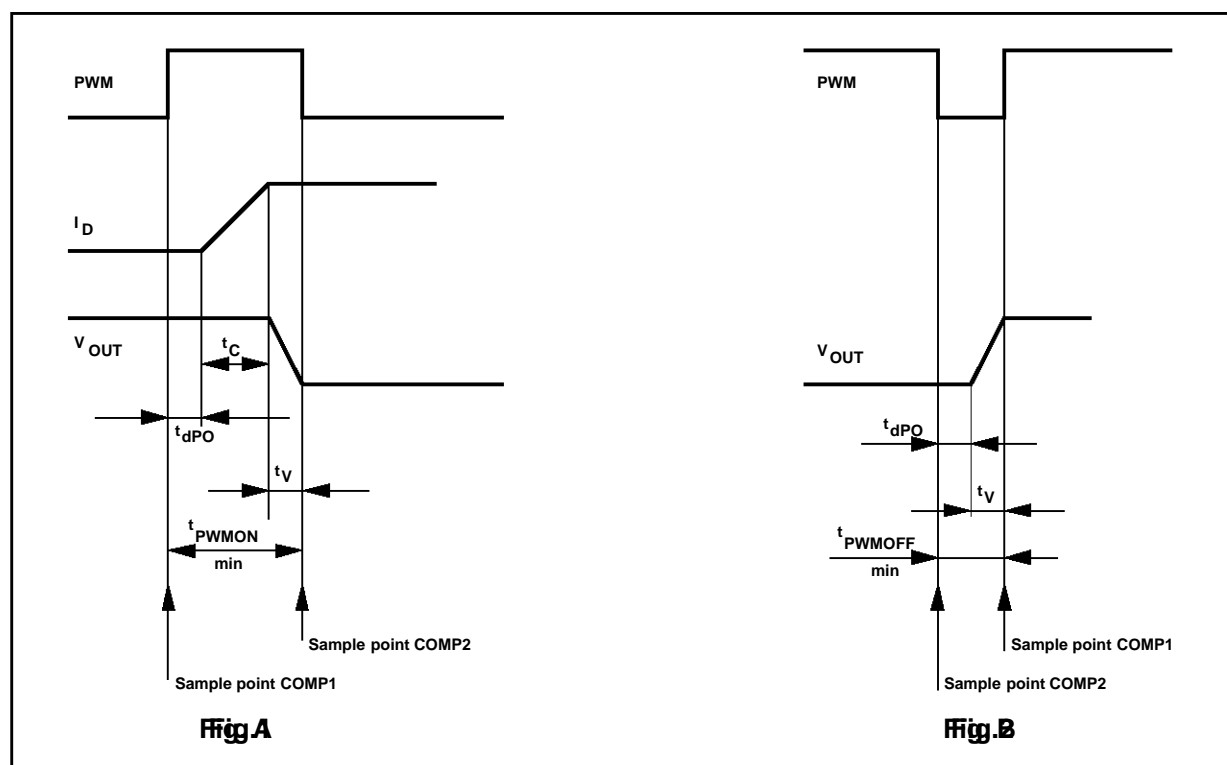 PWM
I D
V OUT
t C
t dPO
t V
t PWMON
min
Sample point COMP2
Sample point COMP1
PWM
V OUT
t dPO
t V
t PWMOFF
min
Sample point COMP1
Sample point COMP2